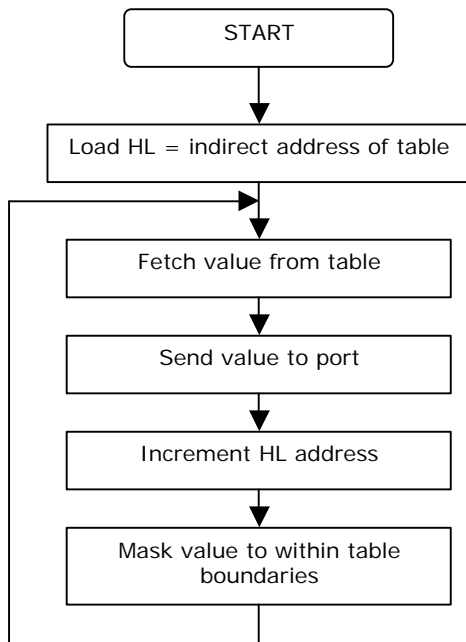 START
Load HL = indirect address of table
Fetch value from table
Send value to port
Increment HL address
Mask value to within table
boundaries